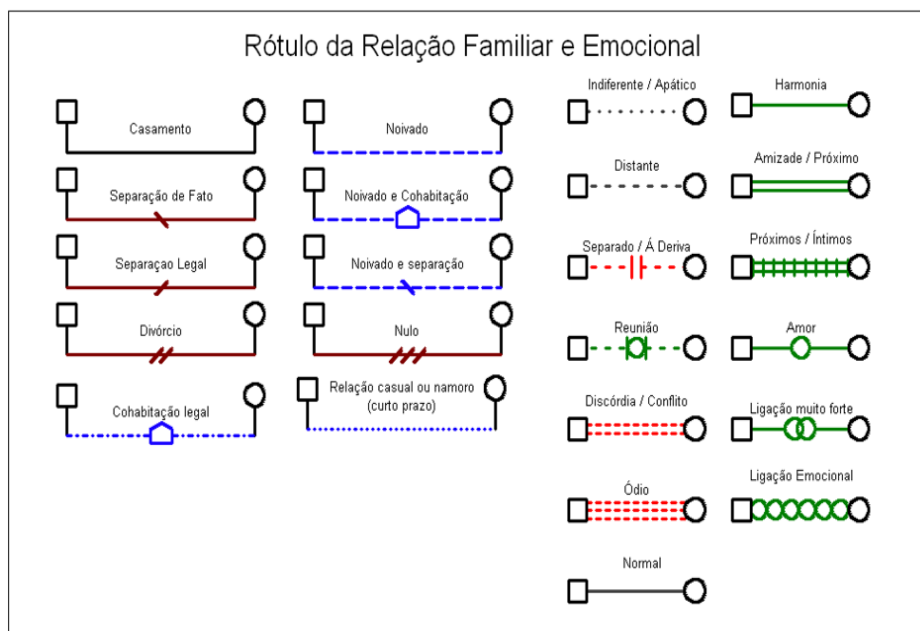 Rótulo da Relação Familiar e Emocional
Casamento
Separação de Fato
Separaçao Legal
Divórcio
Cohabitação legal
Noivado
Noivado e Cohabitação
Noivado e separação
Nulo
Relação casual ou namoro
(curto prazo)
Indiferente / Apático
Distante
Separado / Á Deriva
Reunião
Discórdia / Conflito
Ódio
Normal
Harmonia
Amizade / Próximo
Próximos / Íntimos
Amor
Ligação muito forte
Ligação Emocional